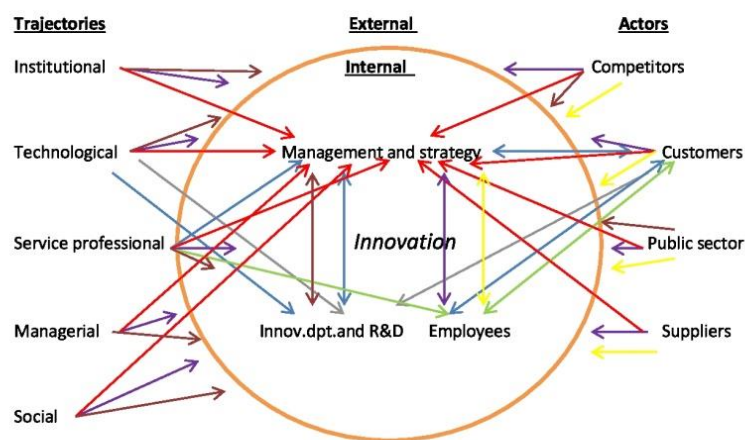 Trajectories External Actors
Institutional Internal Competitors
Technological Management and strategy Customers
Service professional Innovation Public sector
Managerial Innov.dpt.and R&D Employees Suppliers
Social